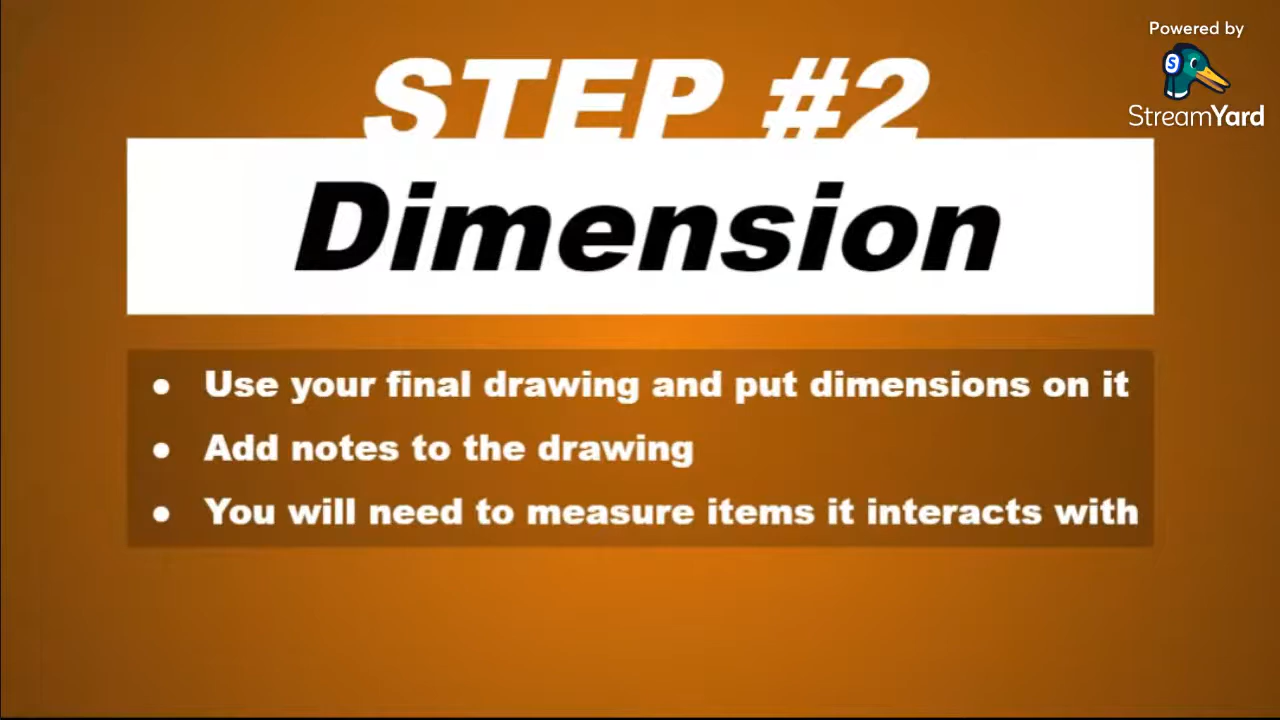 Powered by
StreamYard
STEP #2
Dimension
● Use your final drawing and put dimensions on it
● Add notes to the drawing
● You will need to measure items it interacts with